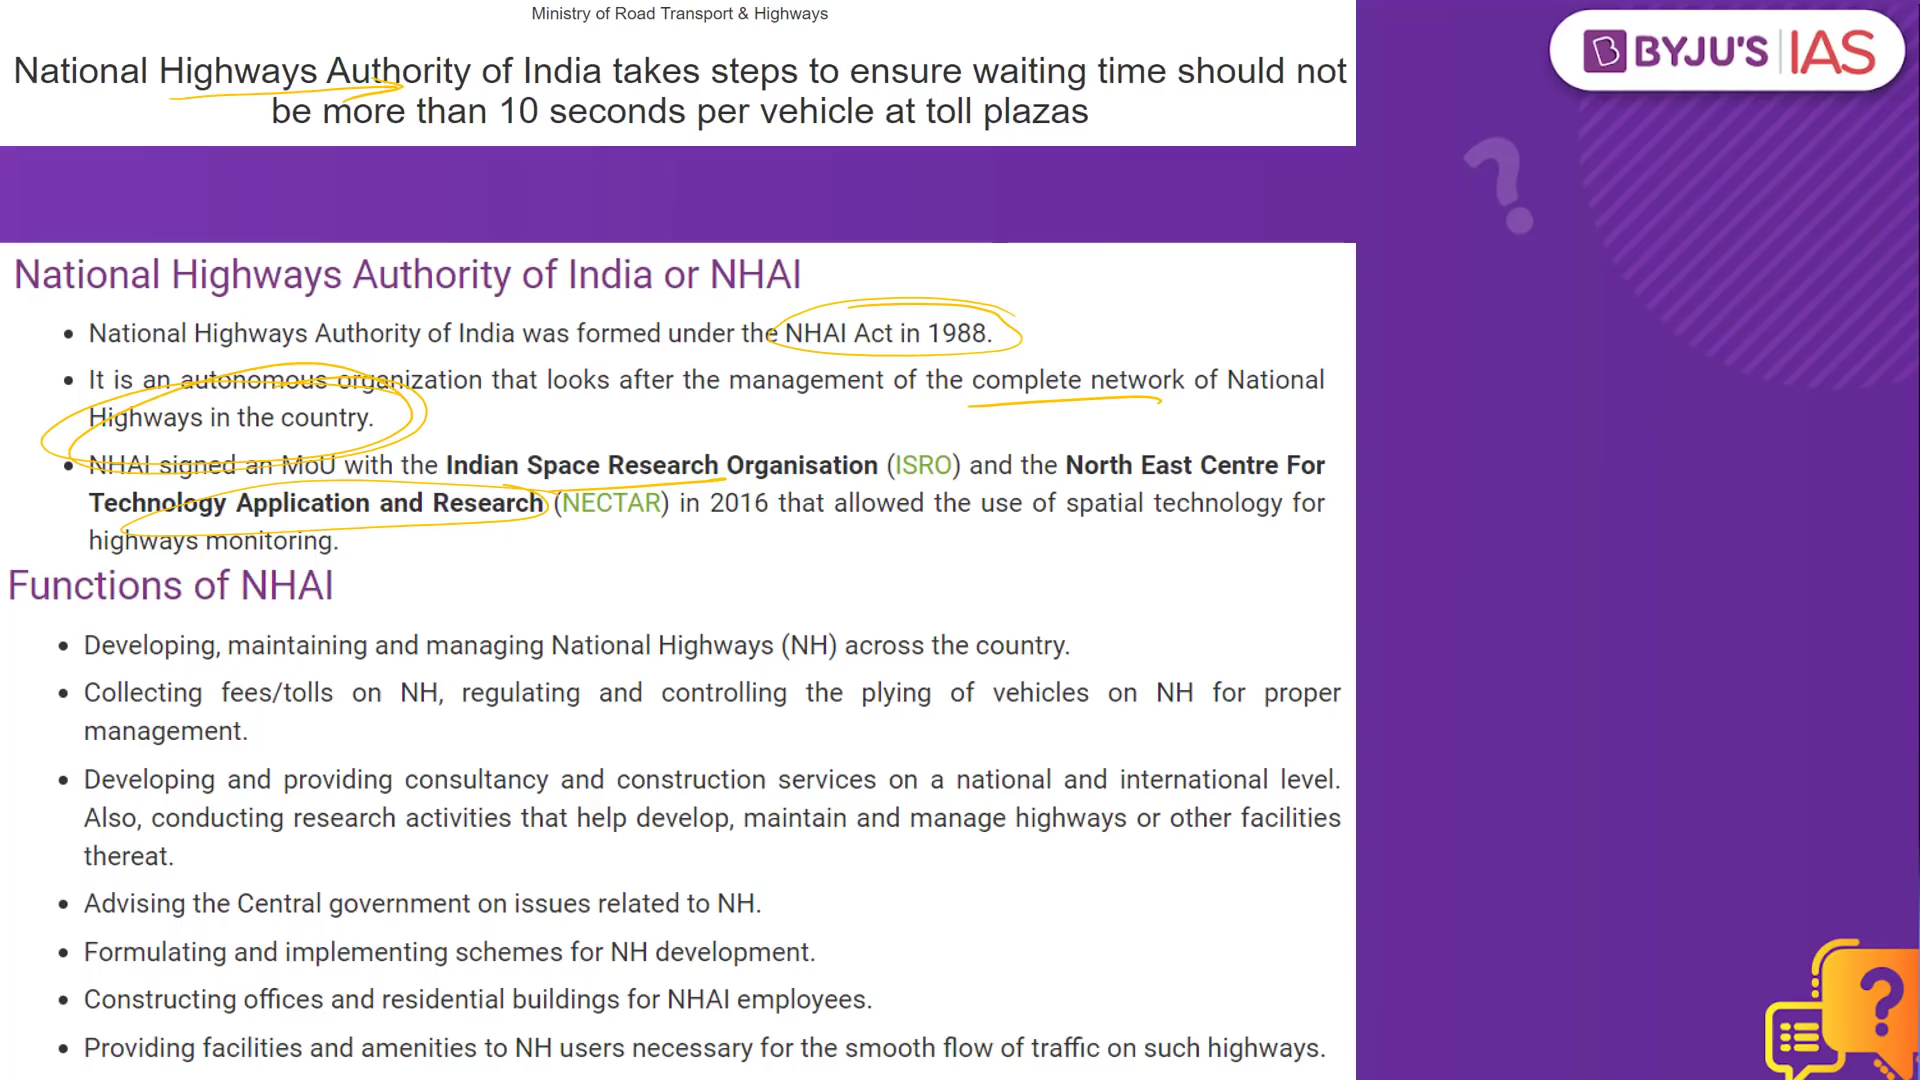 Ministry of Road Transport & Highways
BYJU'S IAS
National Highways Authority of India takes steps to ensure waiting time should not
be more than 10 seconds per vehicle at toll plazas
National Highways Authority of India or NHAI
• National Highways Authority of India was formed under the NHAI Act in 1988.
• It is an autonomous organization that looks after the management of the complete network of National
Highways in the country.
• NHAI signed an MoU with the Indian Space Research Organisation (ISRO) and the North East Centre For
Technology Application and Research (NECTAR) in 2016 that allowed the use of spatial technology for
highways monitoring.
Functions of NHAI
• Developing, maintaining and managing National Highways (NH) across the country.
• Collecting fees/tolls on NH, regulating and controlling the plying of vehicles on NH for proper
management.
• Developing and providing consultancy and construction services on a national and international level.
Also, conducting research activities that help develop, maintain and manage highways or other facilities
thereat.
• Advising the Central government on issues related to NH.
• Formulating and implementing schemes for NH development.
• Constructing offices and residential buildings for NHAI employees.
• Providing facilities and amenities to NH users necessary for the smooth flow of traffic on such highways.